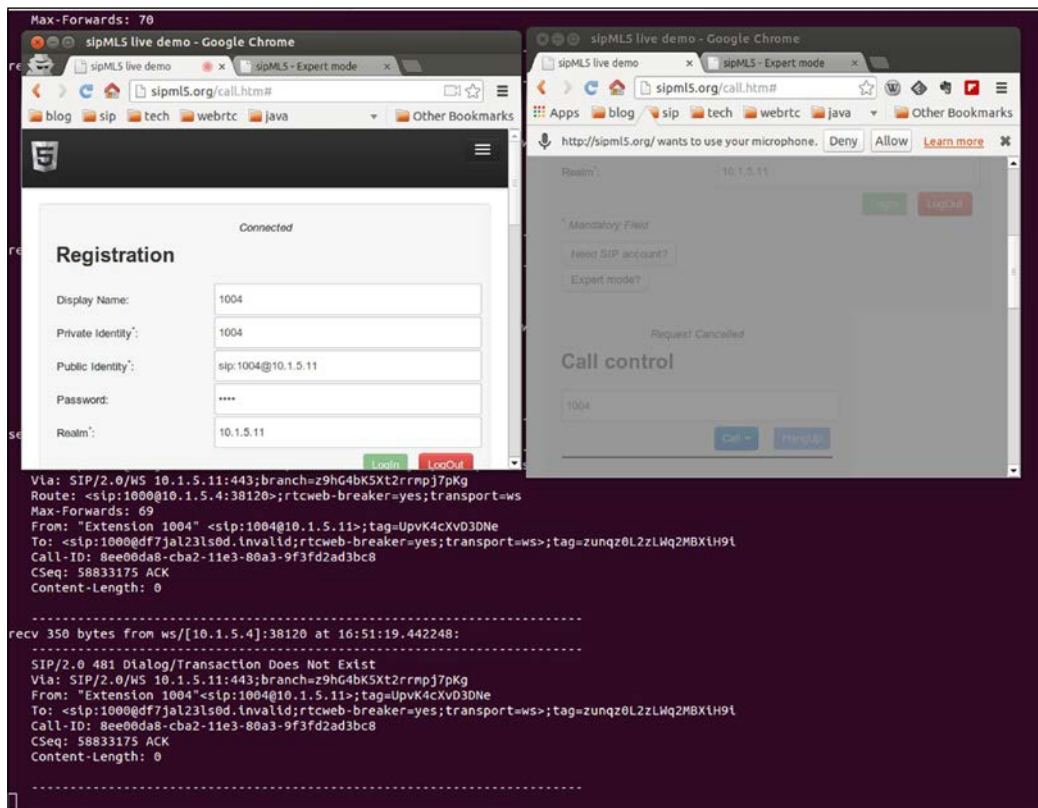 Max-Forwards: 70
sipML5 live demo - Google Chrome
sipML5 live demo
sipML5 - Expert mode
sipml5.org/call.htm#
blog sip tech webrtc java Other Bookmarks
Connected
Registration
Display Name: 1004
Private Identity*: 1004
Public Identity*: sip:1004@10.1.5.11
Password: ****
Realm*: 10.1.5.11
LogIn LogOut
sipML5 live demo - Google Chrome
sipML5 live demo
sipML5 - Expert mode
sipml5.org/call.htm#
Apps blog sip tech webrtc java Other Bookmarks
http://sipml5.org/ wants to use your microphone. Deny Allow Learn more
Realm*: 10.1.5.11
LogIn LogOut
* Mandatory Field
Need SIP account?
Expert mode?
Request Cancelled
Call control
1004
Call HangUp
Via: SIP/2.0/WS 10.1.5.11:443;branch=z9hG4bK5Xt2rrmpj7pKg
Route: <sip:1000@10.1.5.4:38120>;rtcweb-breaker=yes;transport=ws
Max-Forwards: 69
From: "Extension 1004" <sip:1004@10.1.5.11>;tag=UpvK4cXvD3DNe
To: <sip:1000@df7jal23ls0d.invalid;rtcweb-breaker=yes;transport=ws>;tag=zunqz0L2zLWq2MBXiH9i
Call-ID: 8ee00da8-cba2-11e3-80a3-9f3fd2ad3bc8
CSeq: 58833175 ACK
Content-Length: 0
------------------------------------------------------------------------
recv 350 bytes from ws/[10.1.5.4]:38120 at 16:51:19.442248:
------------------------------------------------------------------------
SIP/2.0 481 Dialog/Transaction Does Not Exist
Via: SIP/2.0/WS 10.1.5.11:443;branch=z9hG4bK5Xt2rrmpj7pKg
From: "Extension 1004"<sip:1004@10.1.5.11>;tag=UpvK4cXvD3DNe
To: <sip:1000@df7jal23ls0d.invalid;rtcweb-breaker=yes;transport=ws>;tag=zunqz0L2zLWq2MBXiH9i
Call-ID: 8ee00da8-cba2-11e3-80a3-9f3fd2ad3bc8
CSeq: 58833175 ACK
Content-Length: 0
------------------------------------------------------------------------